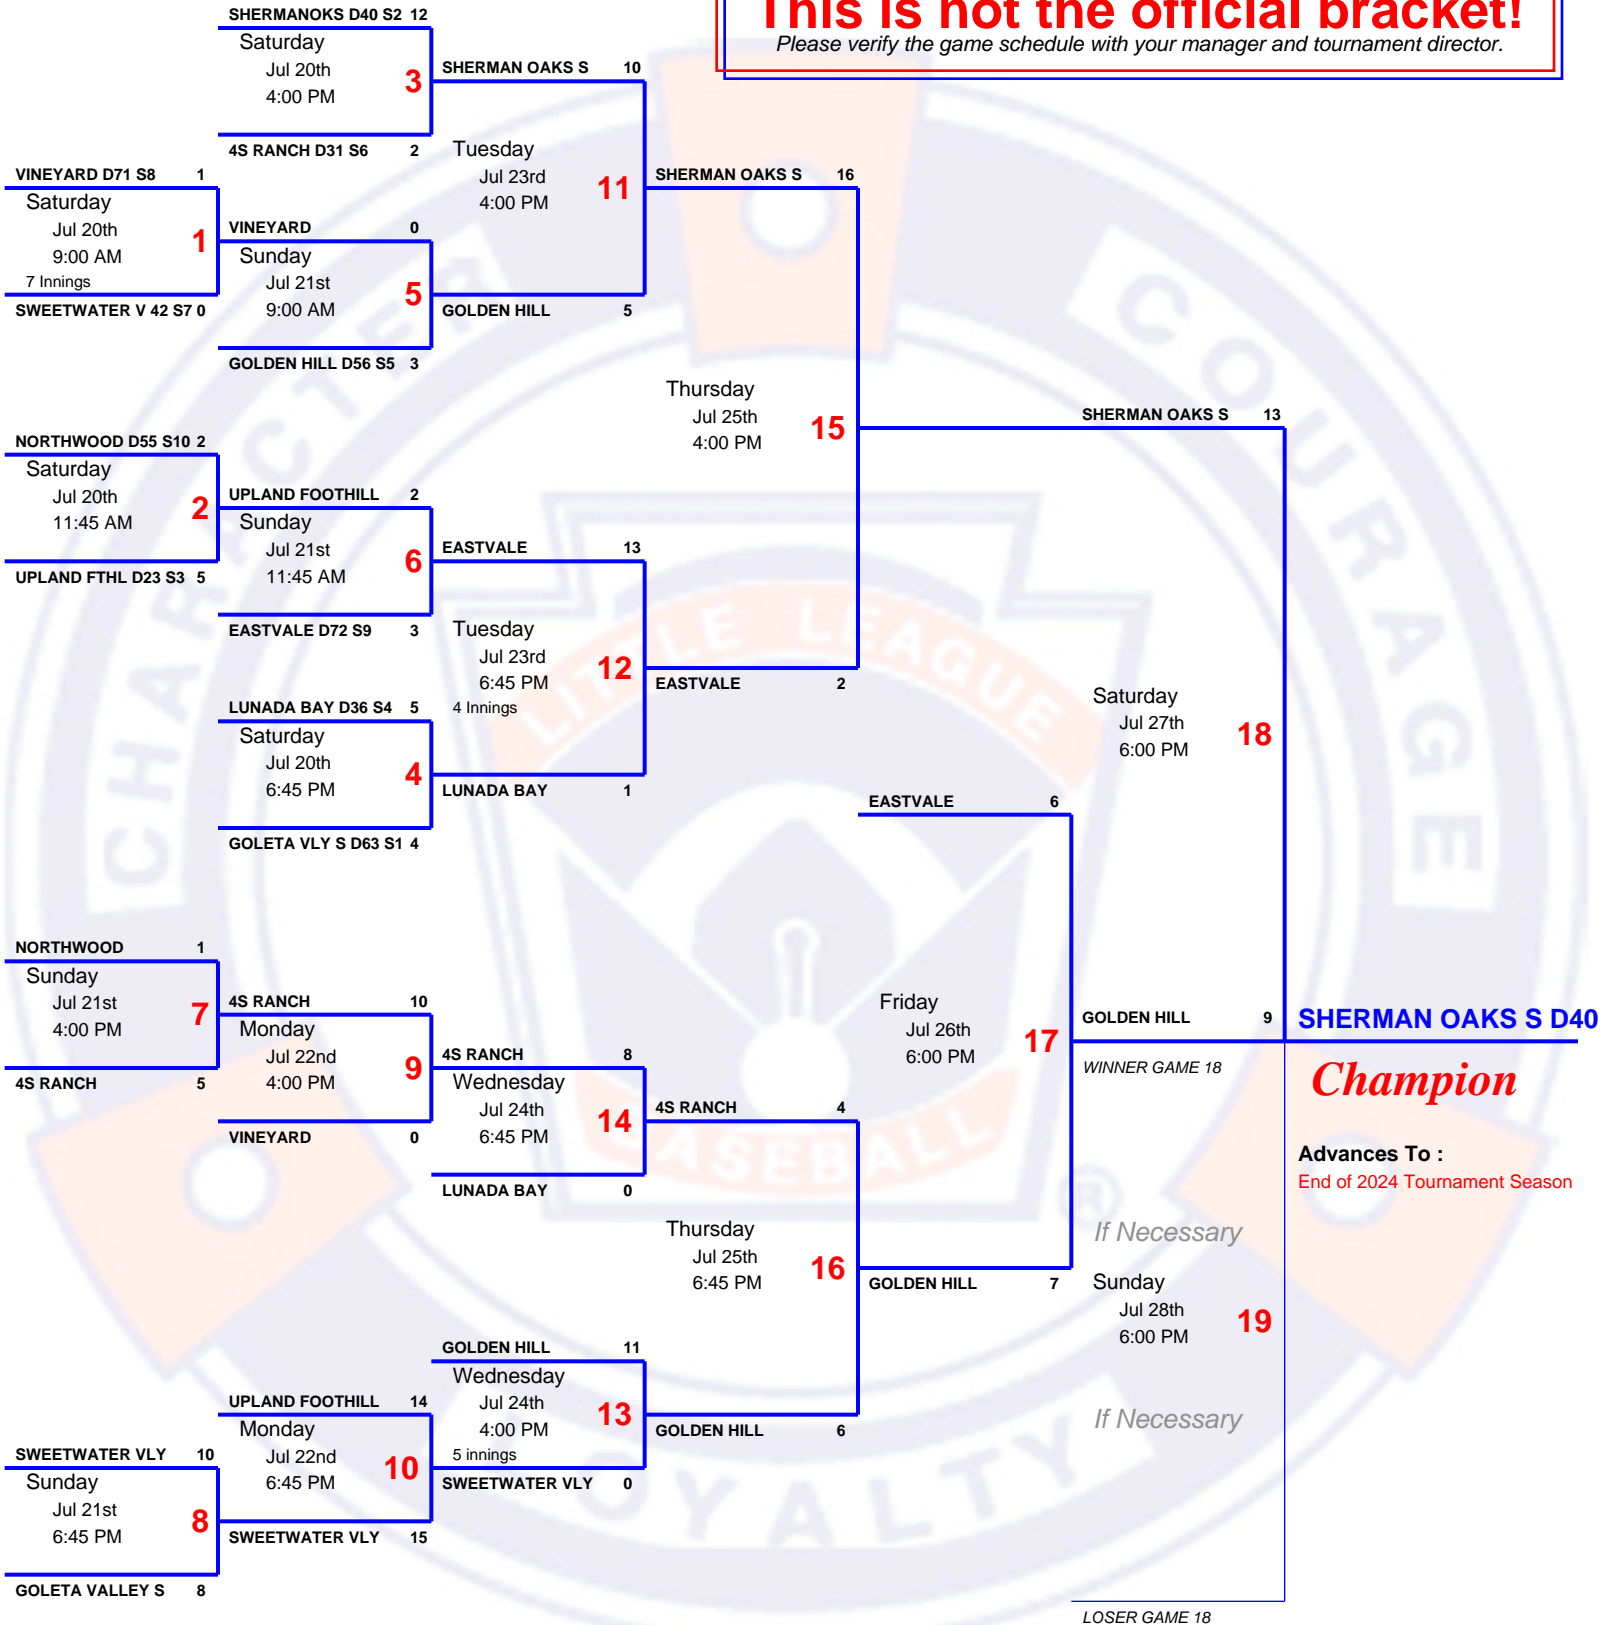 This is not the official bracket!
Please verify the game schedule with your manager and tournament director.
SHERMANOKS D40 S2 12
Saturday
Jul 20th
4:00 PM
3
4S RANCH D31 S6 2
SHERMAN OAKS S 10
Tuesday
Jul 23rd
4:00 PM
11
VINEYARD D71 S8 1
Saturday
Jul 20th
9:00 AM
7 Innings
1
SWEETWATER V 42 S7 0
VINEYARD 0
Sunday
Jul 21st
9:00 AM
5
GOLDEN HILL D56 S5 3
GOLDEN HILL 5
SHERMAN OAKS S 16
Thursday
Jul 25th
4:00 PM
15
SHERMAN OAKS S 13
NORTHWOOD D55 S10 2
Saturday
Jul 20th
11:45 AM
2
UPLAND FTHL D23 S3 5
UPLAND FOOTHILL 2
Sunday
Jul 21st
11:45 AM
6
EASTVALE D72 S9 3
EASTVALE 13
Tuesday
Jul 23rd
6:45 PM
4 Innings
12
EASTVALE 2
LUNADA BAY D36 S4 5
Saturday
Jul 20th
6:45 PM
4
GOLETA VLY S D63 S1 4
LUNADA BAY 1
Saturday
Jul 27th
6:00 PM
18
EASTVALE 6
Friday
Jul 26th
6:00 PM
17
GOLDEN HILL 9
WINNER GAME 18
SHERMAN OAKS S D40
Champion
Advances To :
End of 2024 Tournament Season
NORTHWOOD 1
Sunday
Jul 21st
4:00 PM
7
4S RANCH 5
4S RANCH 10
Monday
Jul 22nd
4:00 PM
9
VINEYARD 0
4S RANCH 8
Wednesday
Jul 24th
6:45 PM
14
LUNADA BAY 0
4S RANCH 4
Thursday
Jul 25th
6:45 PM
16
GOLDEN HILL 7
If Necessary
Sunday
Jul 28th
6:00 PM
19
If Necessary
GOLDEN HILL 11
Wednesday
Jul 24th
4:00 PM
5 innings
13
GOLDEN HILL 6
SWEETWATER VLY 0
UPLAND FOOTHILL 14
Monday
Jul 22nd
6:45 PM
10
SWEETWATER VLY 15
SWEETWATER VLY 10
Sunday
Jul 21st
6:45 PM
8
GOLETA VALLEY S 8
LOSER GAME 18
CHARACTER
COURAGE
LOYALTY
LITTLE LEAGUE
BASEBALL
®